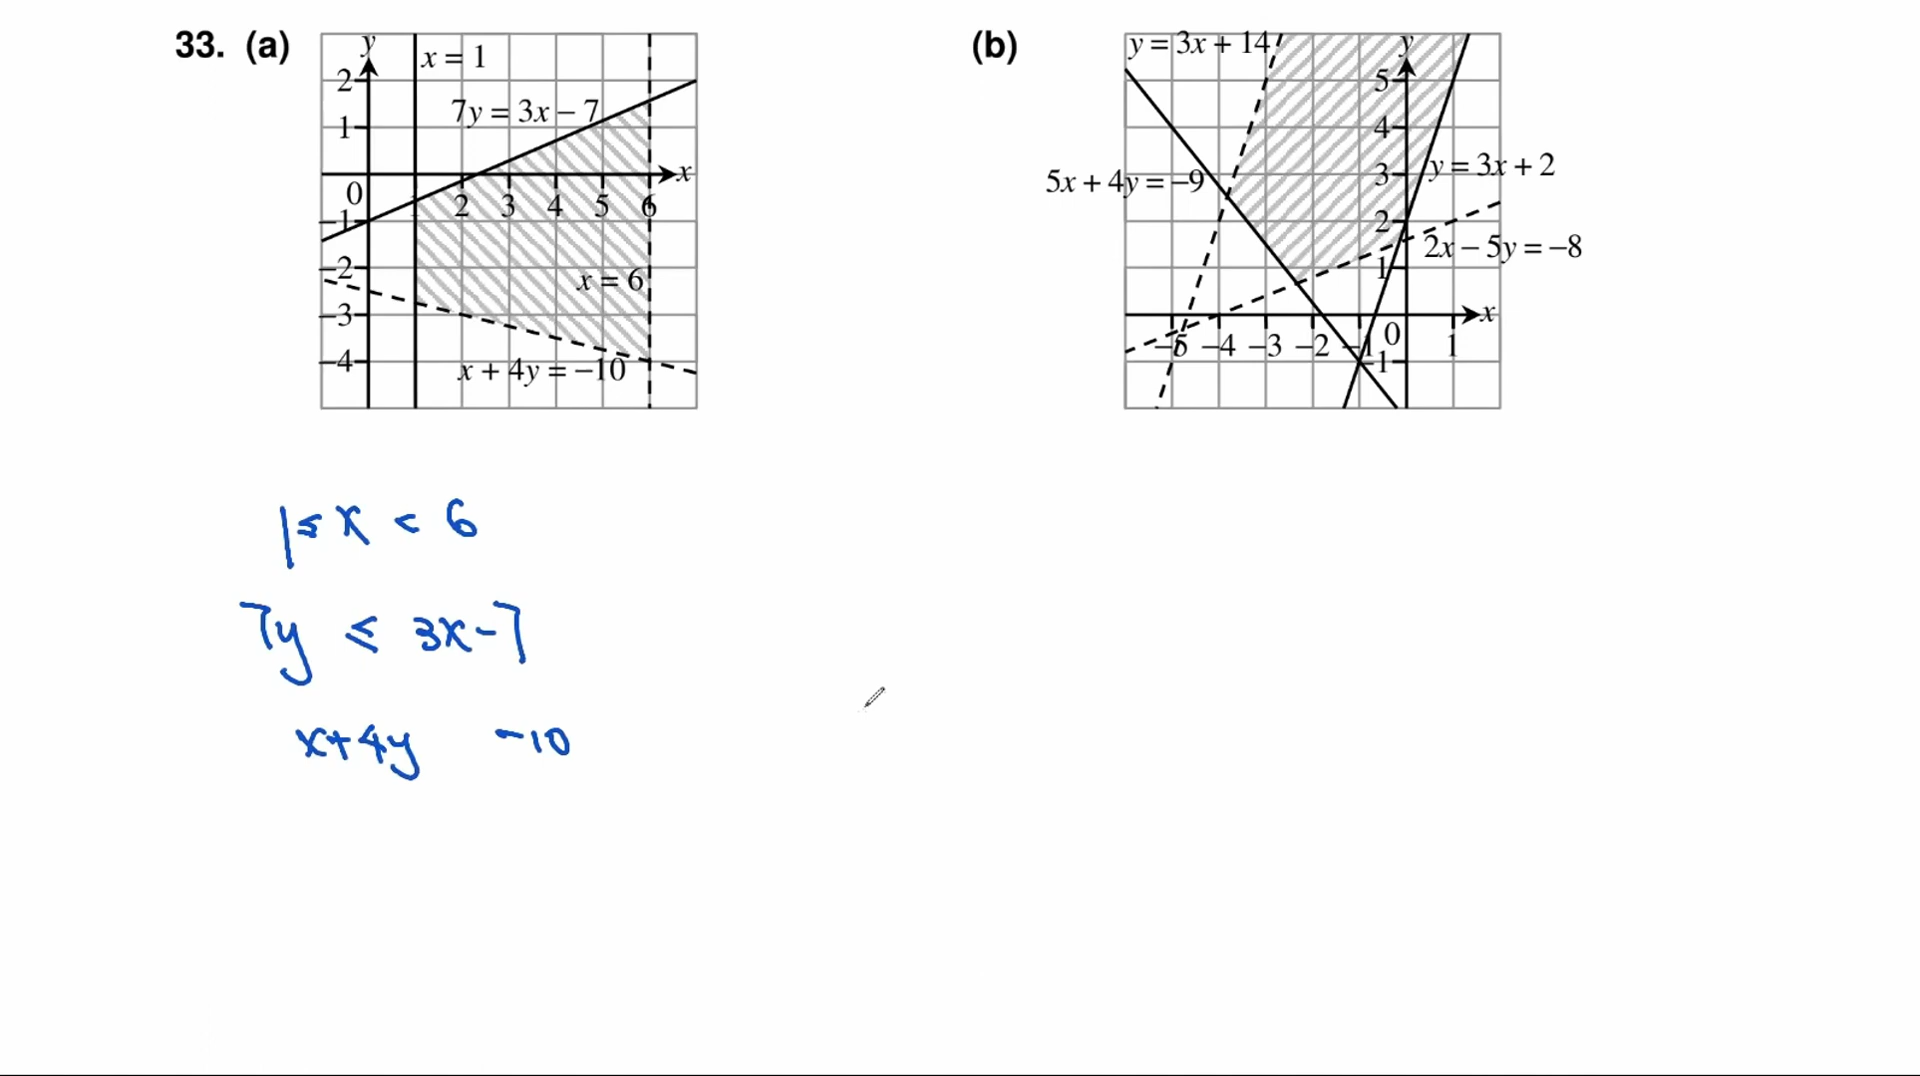 33. (a)
y
x = 1
2
7y = 3x – 7
1
x
0
2 3 4 5 6
–1
–2
x = 6
–3
–4
x + 4y = –10
(b)
y = 3x + 14
y
5
4
5x + 4y = –9
3
y = 3x + 2
2
2x – 5y = –8
1
x
0
–5 –4 –3 –2 –1 1
–1
1 ≤ x < 6
7y ≤ 3x - 7
x + 4y -10